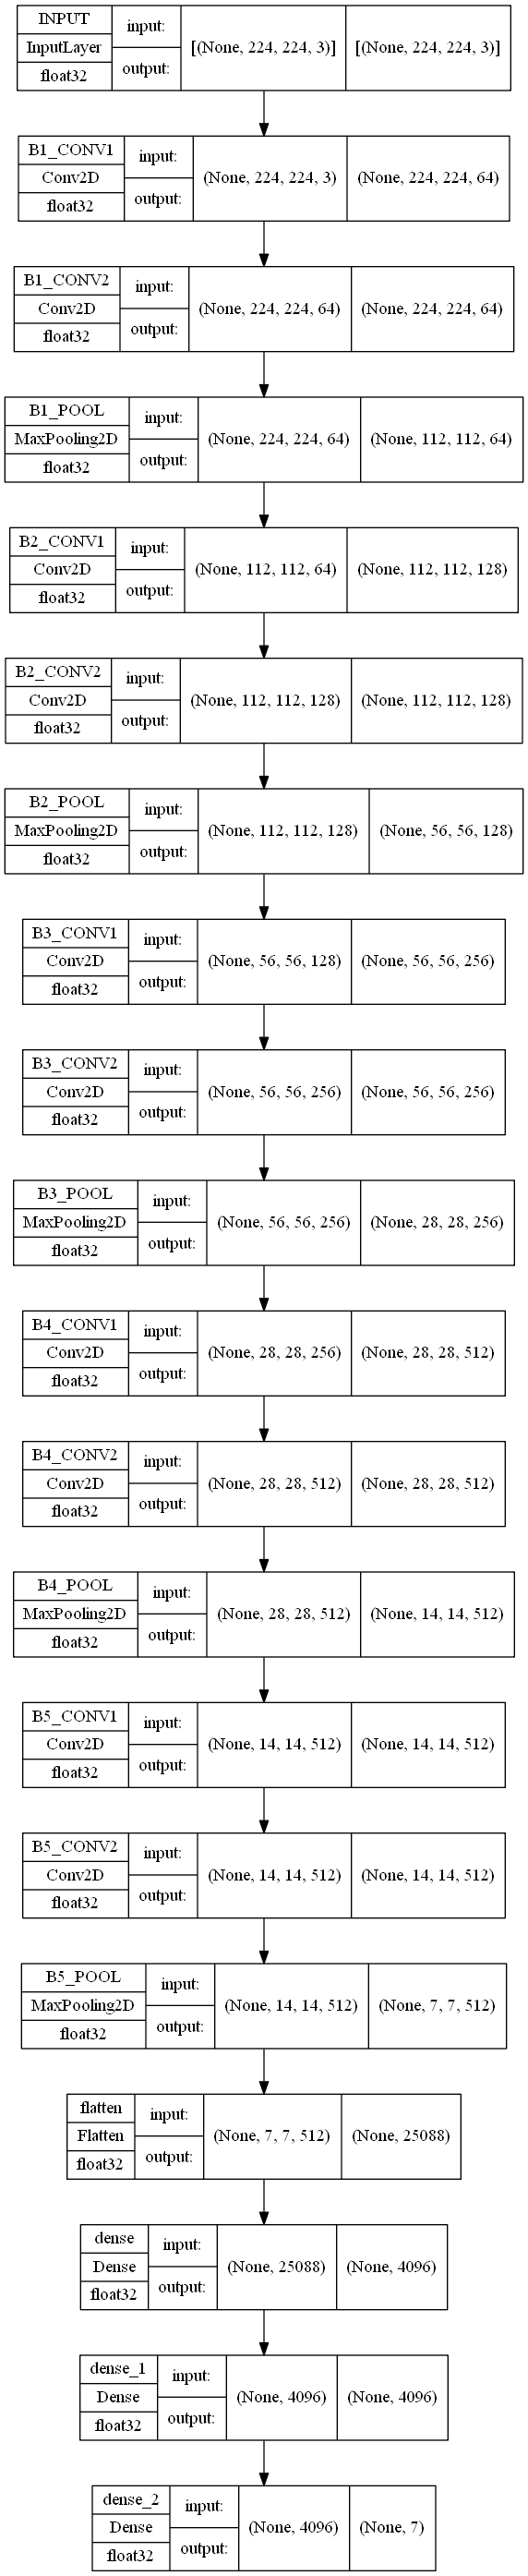 INPUT
InputLayer
float32
input:
output:
[(None, 224, 224, 3)]
[(None, 224, 224, 3)]
B1_CONV1
Conv2D
float32
input:
output:
(None, 224, 224, 3)
(None, 224, 224, 64)
B1_CONV2
Conv2D
float32
input:
output:
(None, 224, 224, 64)
(None, 224, 224, 64)
B1_POOL
MaxPooling2D
float32
input:
output:
(None, 224, 224, 64)
(None, 112, 112, 64)
B2_CONV1
Conv2D
float32
input:
output:
(None, 112, 112, 64)
(None, 112, 112, 128)
B2_CONV2
Conv2D
float32
input:
output:
(None, 112, 112, 128)
(None, 112, 112, 128)
B2_POOL
MaxPooling2D
float32
input:
output:
(None, 112, 112, 128)
(None, 56, 56, 128)
B3_CONV1
Conv2D
float32
input:
output:
(None, 56, 56, 128)
(None, 56, 56, 256)
B3_CONV2
Conv2D
float32
input:
output:
(None, 56, 56, 256)
(None, 56, 56, 256)
B3_POOL
MaxPooling2D
float32
input:
output:
(None, 56, 56, 256)
(None, 28, 28, 256)
B4_CONV1
Conv2D
float32
input:
output:
(None, 28, 28, 256)
(None, 28, 28, 512)
B4_CONV2
Conv2D
float32
input:
output:
(None, 28, 28, 512)
(None, 28, 28, 512)
B4_POOL
MaxPooling2D
float32
input:
output:
(None, 28, 28, 512)
(None, 14, 14, 512)
B5_CONV1
Conv2D
float32
input:
output:
(None, 14, 14, 512)
(None, 14, 14, 512)
B5_CONV2
Conv2D
float32
input:
output:
(None, 14, 14, 512)
(None, 14, 14, 512)
B5_POOL
MaxPooling2D
float32
input:
output:
(None, 14, 14, 512)
(None, 7, 7, 512)
flatten
Flatten
float32
input:
output:
(None, 7, 7, 512)
(None, 25088)
dense
Dense
float32
input:
output:
(None, 25088)
(None, 4096)
dense_1
Dense
float32
input:
output:
(None, 4096)
(None, 4096)
dense_2
Dense
float32
input:
output:
(None, 4096)
(None, 7)